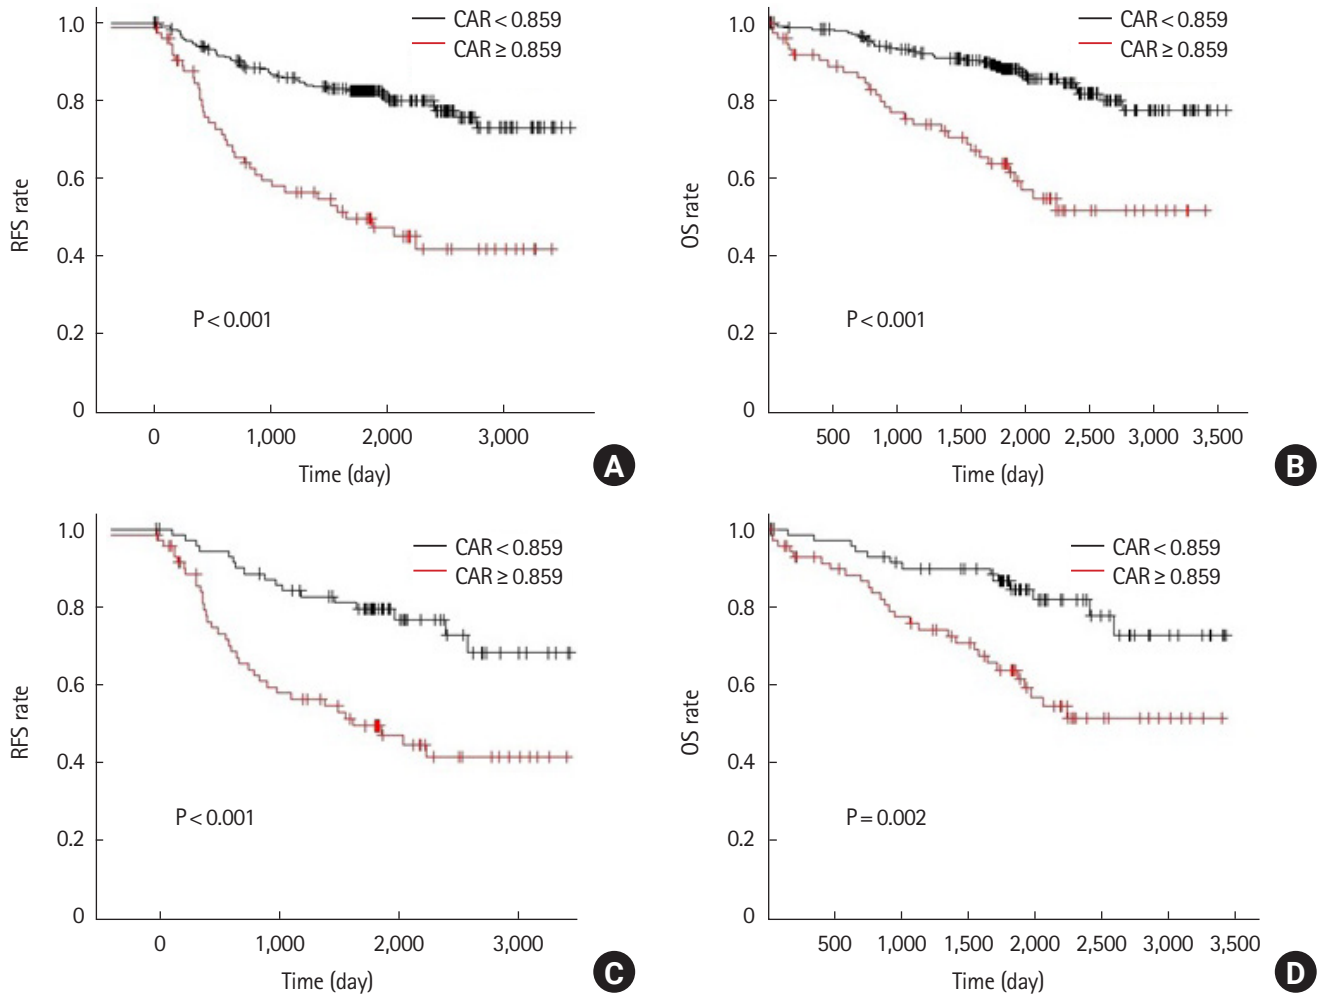 CAR < 0.859
CAR ≥ 0.859
1.0
0.8
0.6
0.4
0.2
0
RFS rate
P < 0.001
0 1,000 2,000 3,000
Time (day)
A
CAR < 0.859
CAR ≥ 0.859
1.0
0.8
0.6
0.4
0.2
0
OS rate
P < 0.001
500 1,000 1,500 2,000 2,500 3,000 3,500
Time (day)
B
CAR < 0.859
CAR ≥ 0.859
1.0
0.8
0.6
0.4
0.2
0
RFS rate
P < 0.001
0 1,000 2,000 3,000
Time (day)
C
CAR < 0.859
CAR ≥ 0.859
1.0
0.8
0.6
0.4
0.2
0
OS rate
P = 0.002
500 1,000 1,500 2,000 2,500 3,000 3,500
Time (day)
D